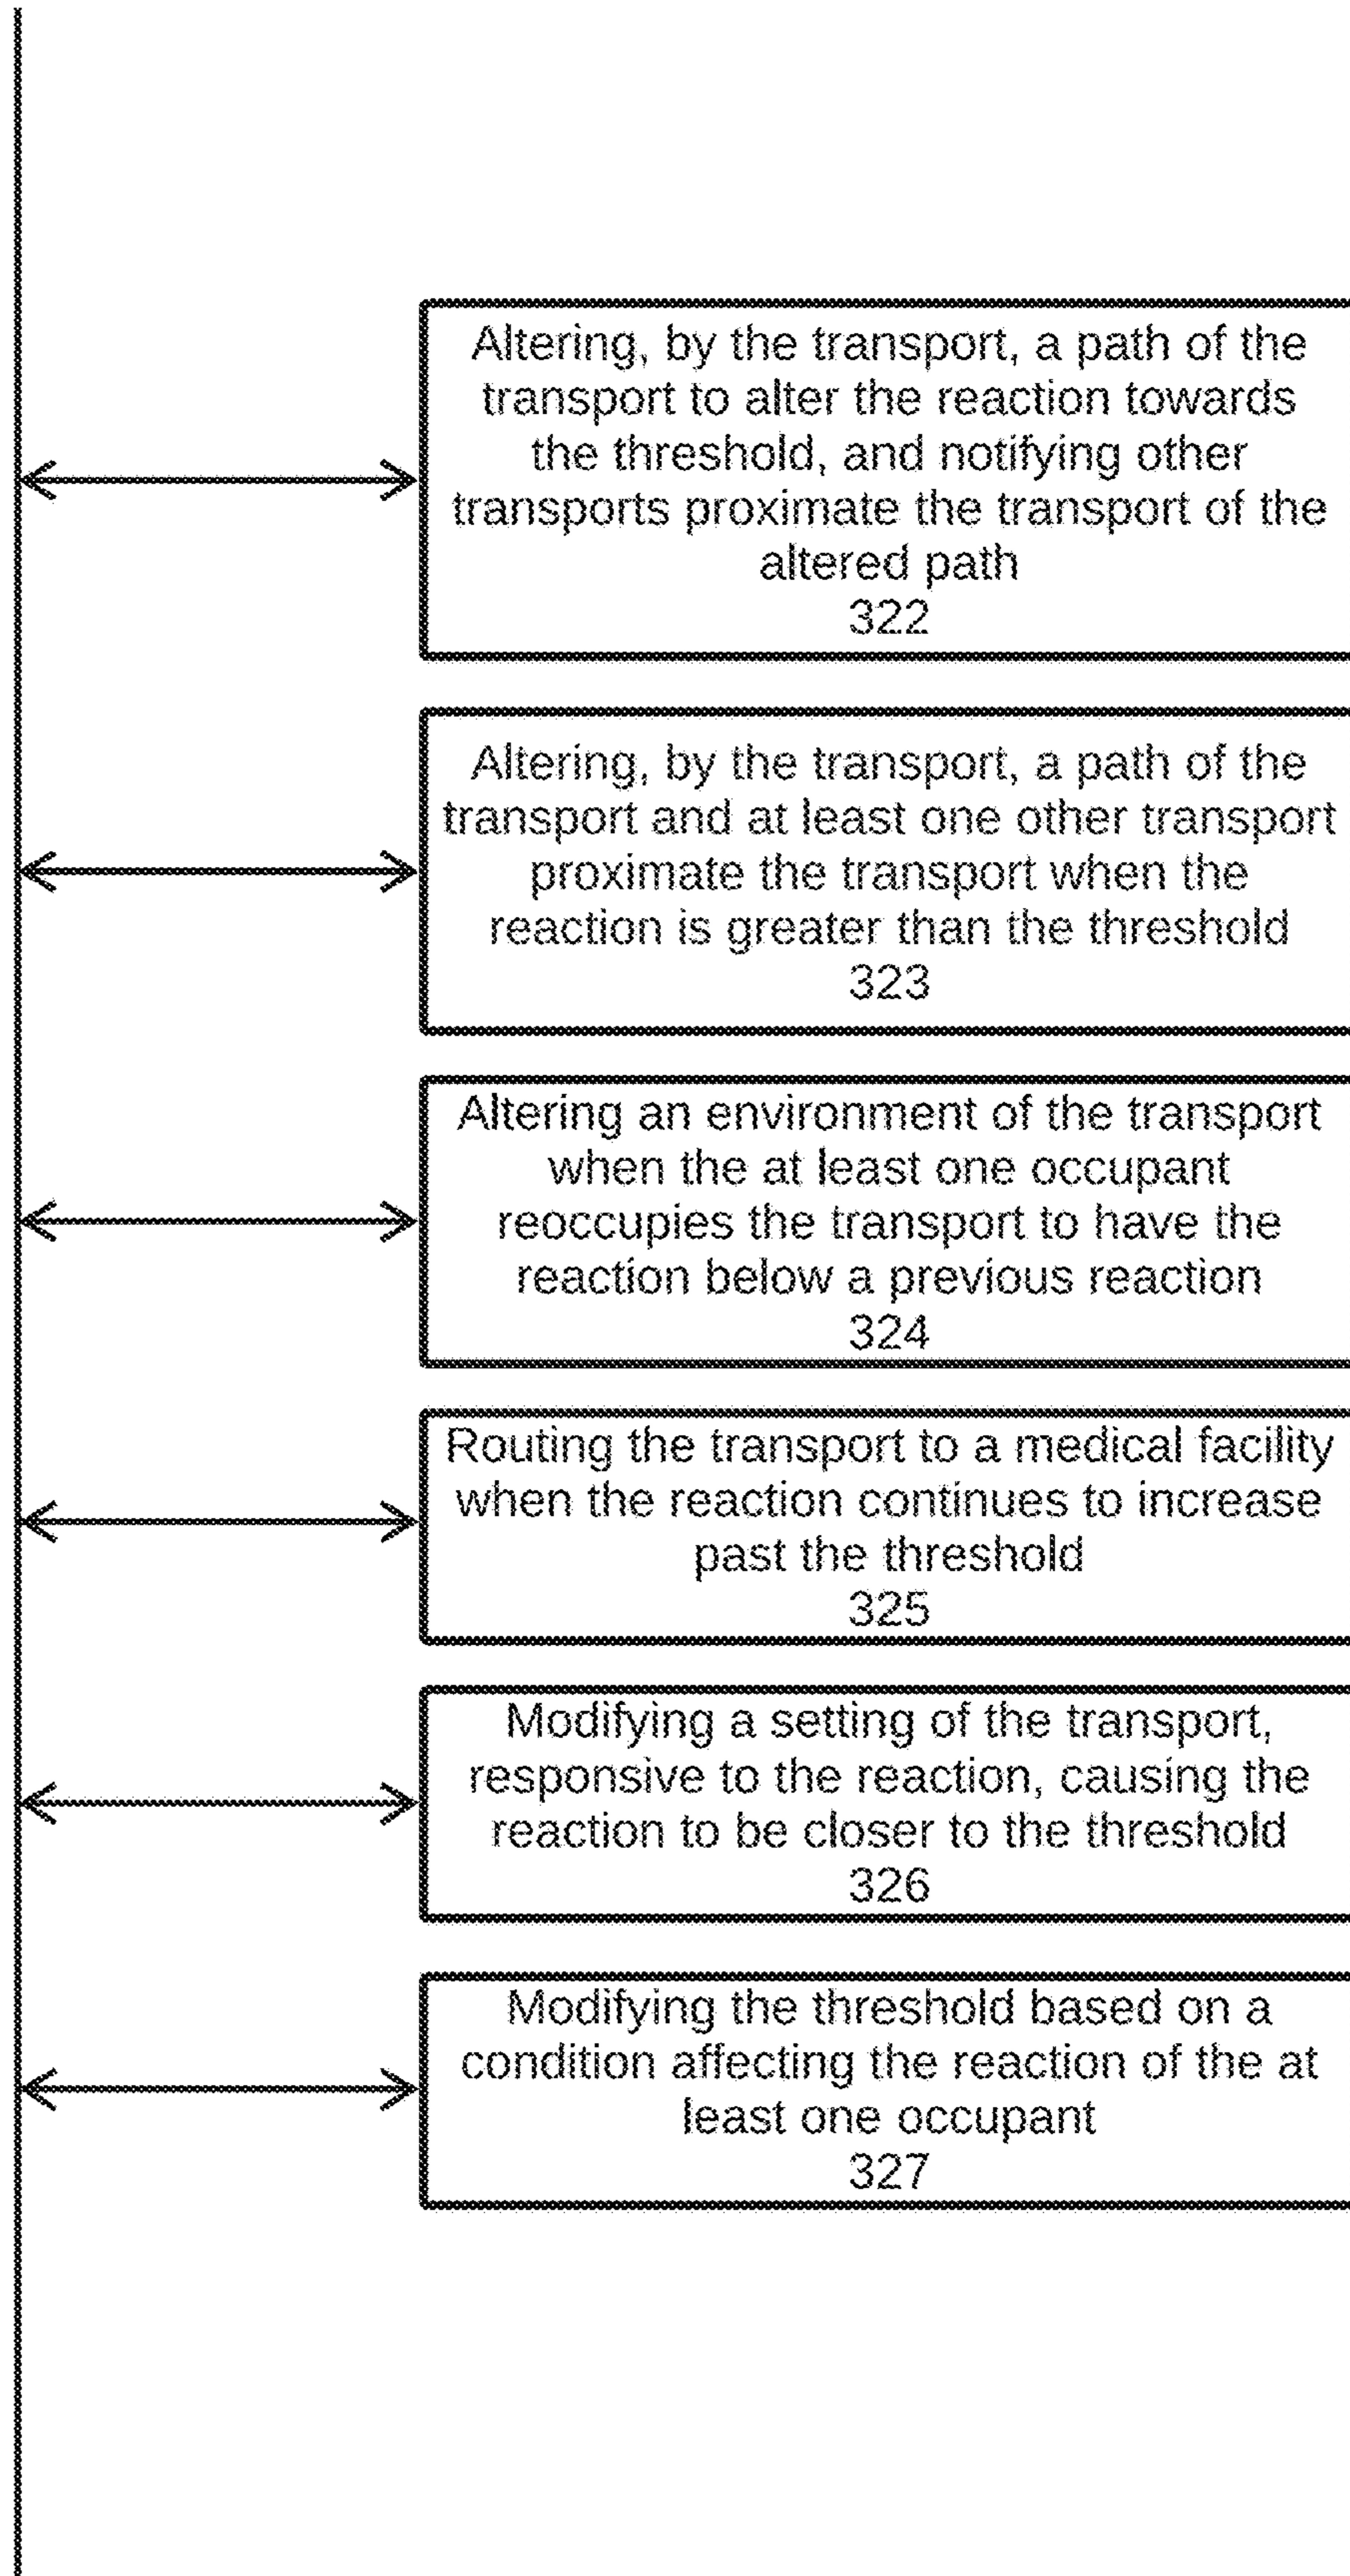 Altering, by the transport, a path of the
transport to alter the reaction towards
the threshold, and notifying other
transports proximate the transport of the
altered path
322
Altering, by the transport, a path of the
transport and at least one other transport
proximate the transport when the
reaction is greater than the threshold
323
Altering an environment of the transport
when the at least one occupant
reoccupies the transport to have the
reaction below a previous reaction
324
Routing the transport to a medical facility
when the reaction continues to increase
past the threshold
325
Modifying a setting of the transport,
responsive to the reaction, causing the
reaction to be closer to the threshold
326
Modifying the threshold based on a
condition affecting the reaction of the at
least one occupant
327